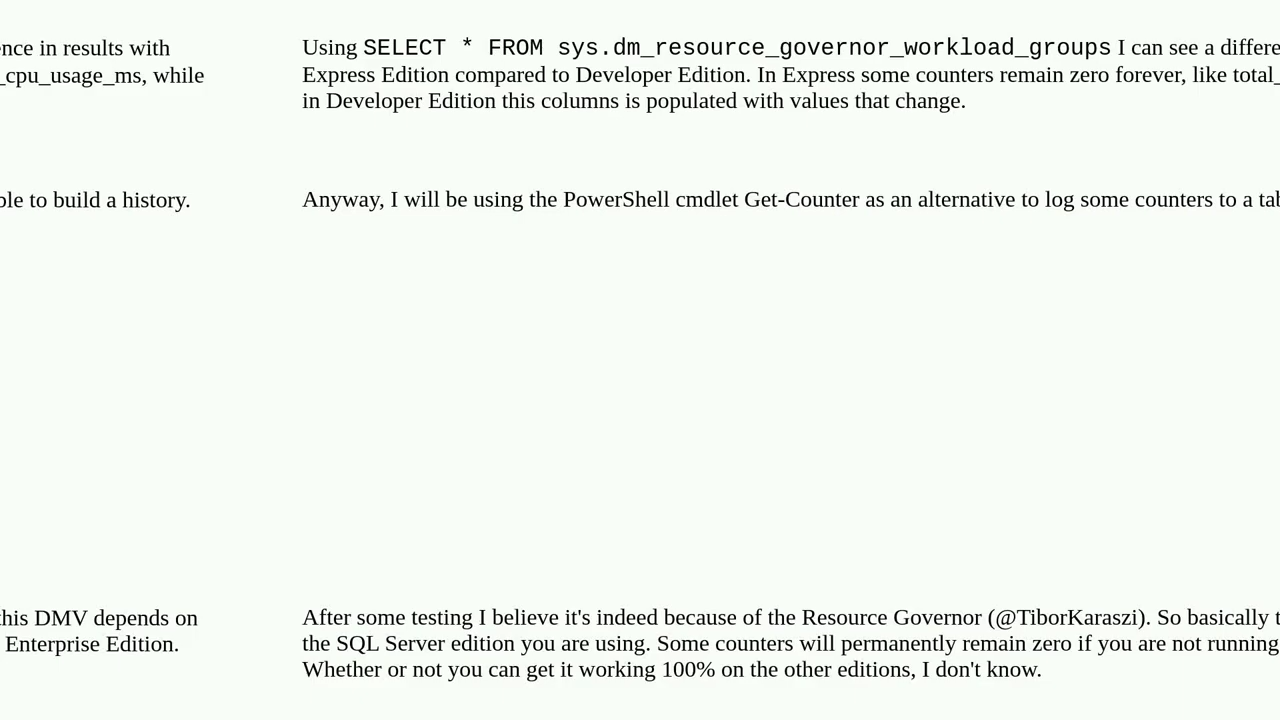 ence in results with
_cpu_usage_ms, while
ble to build a history.
this DMV depends on
Enterprise Edition.
Using SELECT * FROM sys.dm_resource_governor_workload_groups I can see a differe
Express Edition compared to Developer Edition. In Express some counters remain zero forever, like total_
in Developer Edition this columns is populated with values that change.
Anyway, I will be using the PowerShell cmdlet Get-Counter as an alternative to log some counters to a tab
After some testing I believe it's indeed because of the Resource Governor (@TiborKaraszi). So basically t
the SQL Server edition you are using. Some counters will permanently remain zero if you are not running
Whether or not you can get it working 100% on the other editions, I don't know.